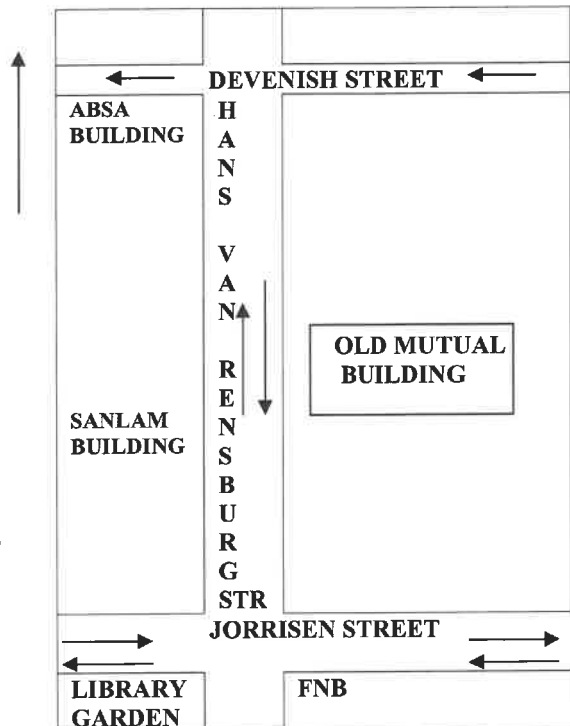 DEVENISH STREET
ABSA
BUILDING
HANS VAN RENSBURG
STR
OLD MUTUAL
BUILDING
SANLAM
BUILDING
JORRISEN STREET
LIBRARY
GARDEN
FNB